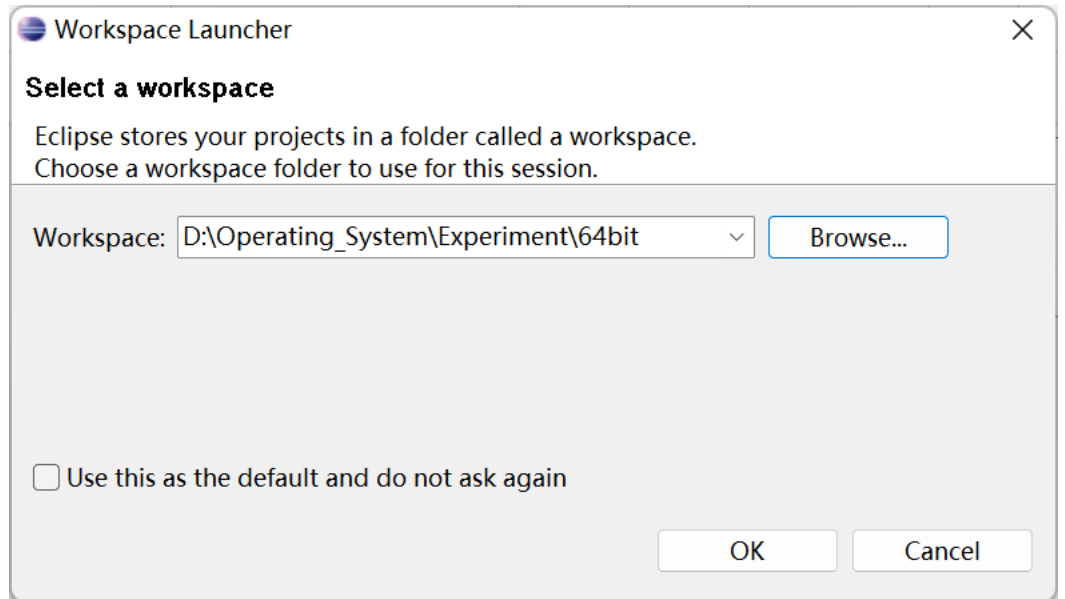 Workspace Launcher
Select a workspace
Eclipse stores your projects in a folder called a workspace.
Choose a workspace folder to use for this session.
Workspace: D:\Operating_System\Experiment\64bit Browse...
Use this as the default and do not ask again
OK Cancel